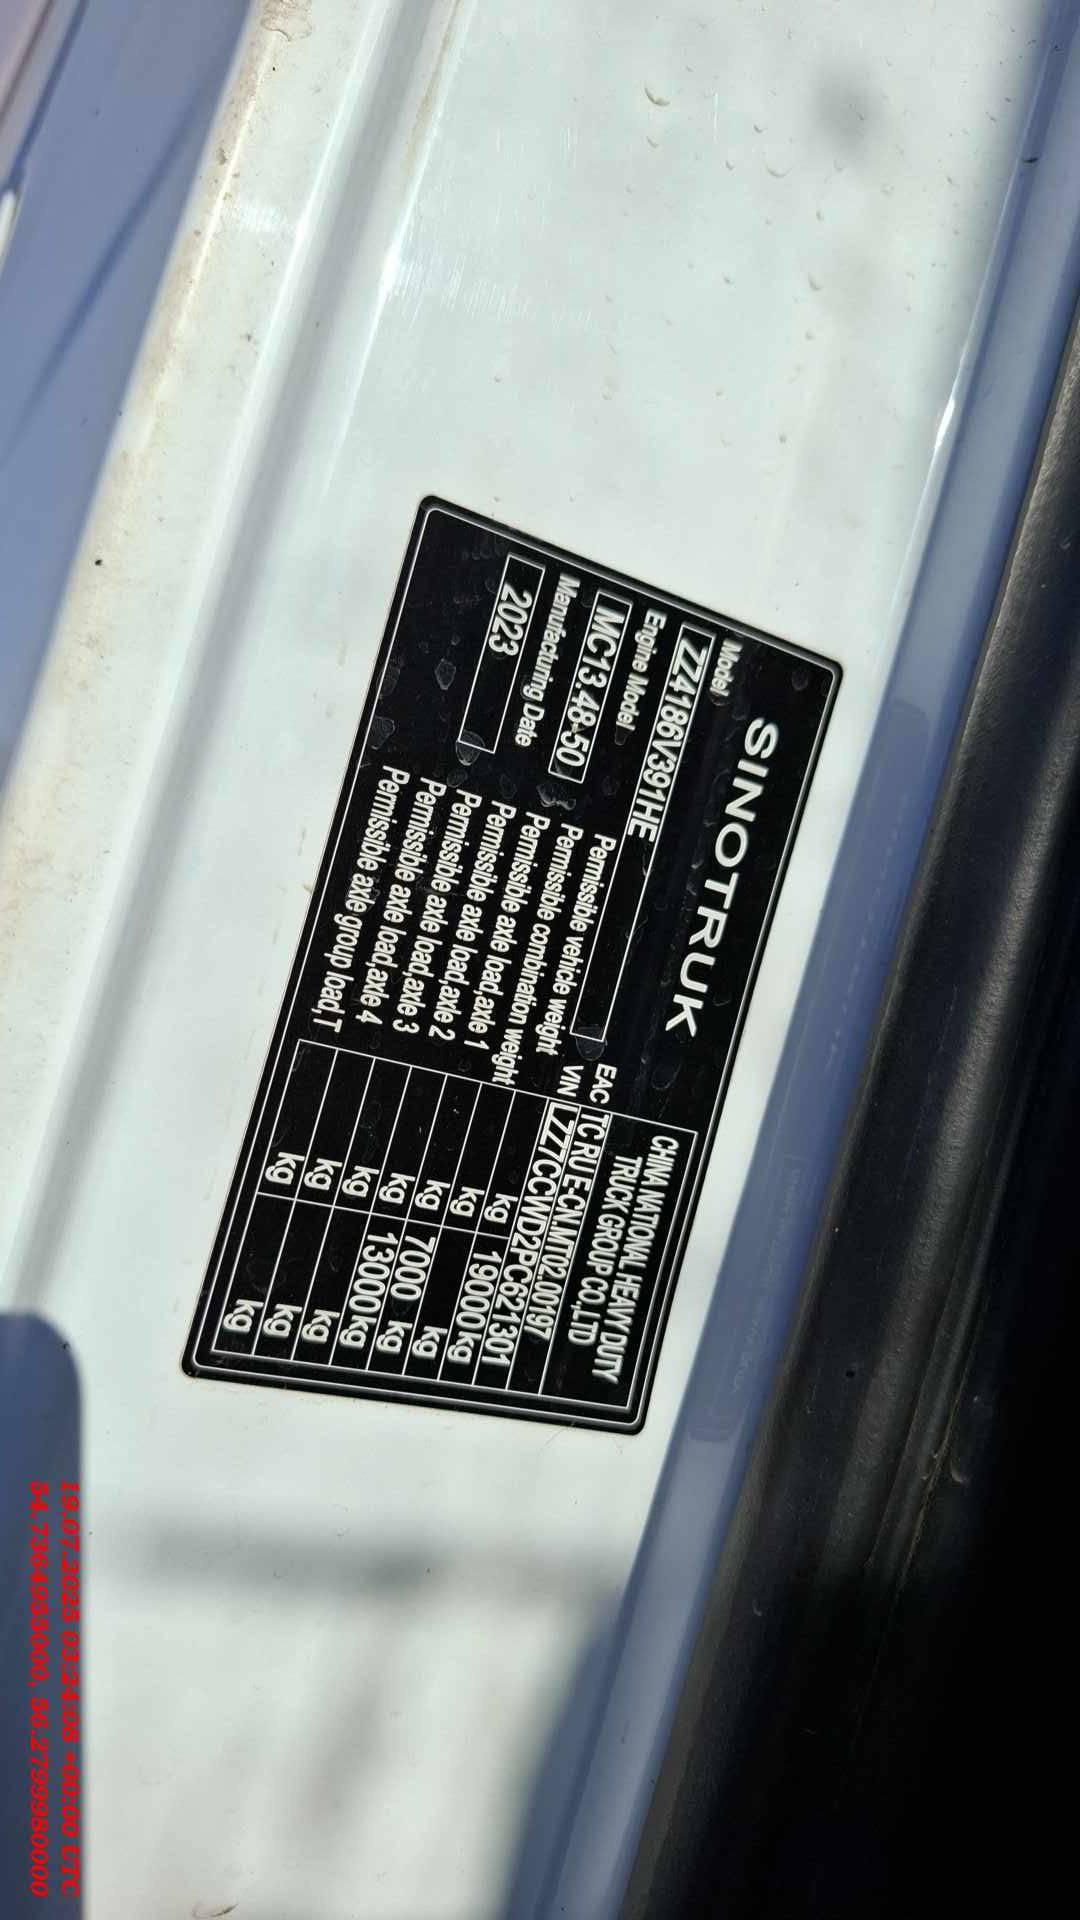 SINOTRUK
CHINA NATIONAL HEAVY DUTY
TRUCK GROUP CO.,LTD
Model
ZZ4186V391HE
EAC TC RU E-CN.MT02.00197
Engine Model
MC13.48-50
VIN LZZ7CCWD2PC621301
Manufacturing Date
2023
Permissible vehicle weight kg 19000kg
Permissible combination weight kg kg
Permissible axle load,axle 1 kg 7000 kg
Permissible axle load,axle 2 kg 13000kg
Permissible axle load,axle 3 kg kg
Permissible axle load,axle 4 kg kg
Permissible axle group load,T kg kg
19.07.2025 03:24:08 +00:00 UTC
54.7364955000, 56.2799980000